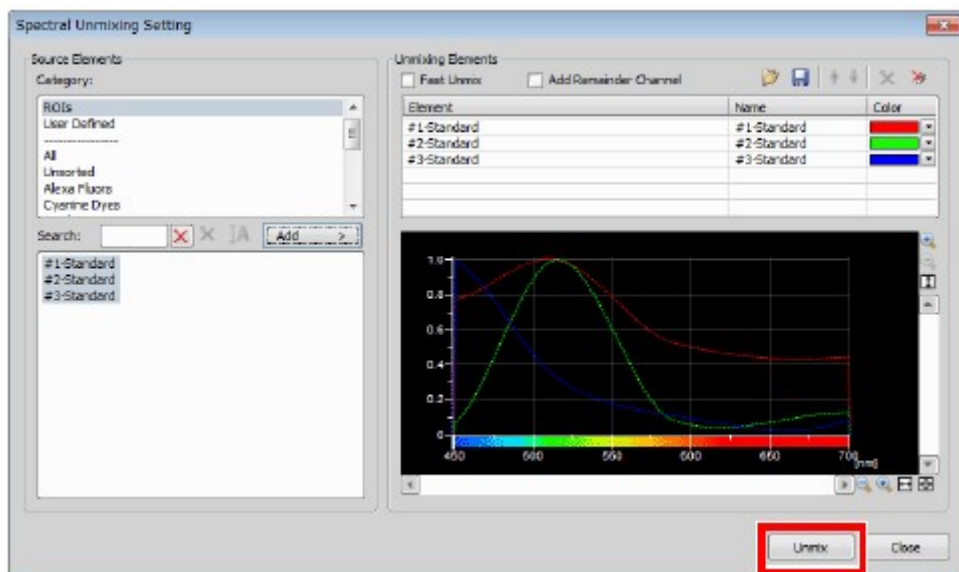 Spectral Unmixing Setting
Source Elements
Category:
ROIs
User Defined
--------------------
All
Unsorted
Alexa Fluors
Cyanine Dyes
Search:
Add >
#1-Standard
#2-Standard
#3-Standard
Unmixing Elements
Fast Unmix
Add Remainder Channel
Element Name Color
#1-Standard #1-Standard
#2-Standard #2-Standard
#3-Standard #3-Standard
1.0
0.8
0.6
0.4
0.2
0
450 500 550 600 650 700
[nm]
Unmix Close